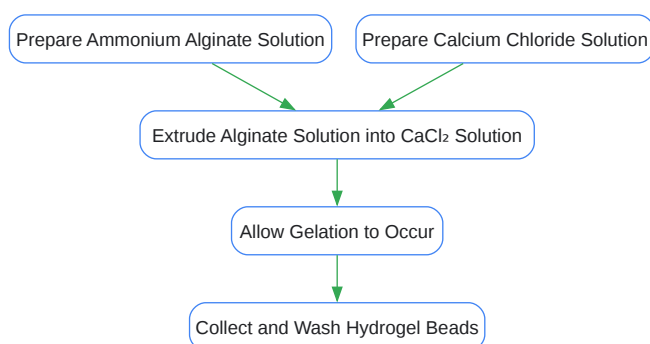 Prepare Ammonium Alginate Solution
Prepare Calcium Chloride Solution
Extrude Alginate Solution into CaCl₂ Solution
Allow Gelation to Occur
Collect and Wash Hydrogel Beads